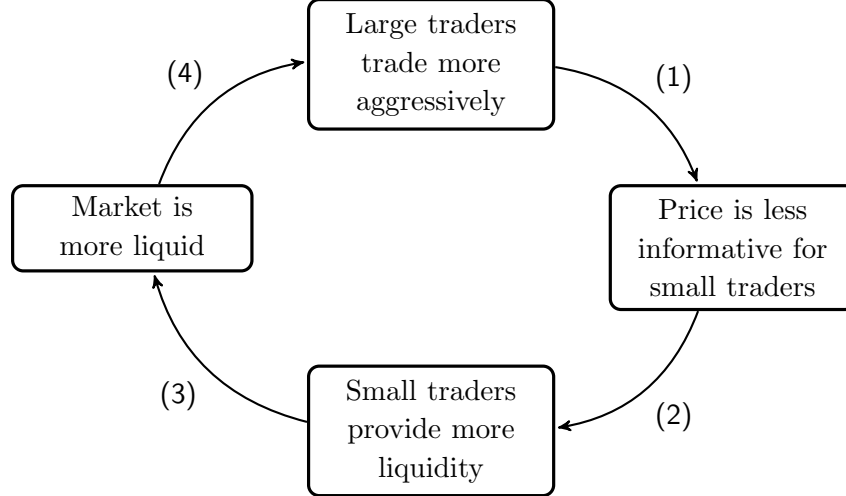 Large traders
trade more
aggressively
(1)
Price is less
informative for
small traders
(2)
Small traders
provide more
liquidity
(3)
Market is
more liquid
(4)